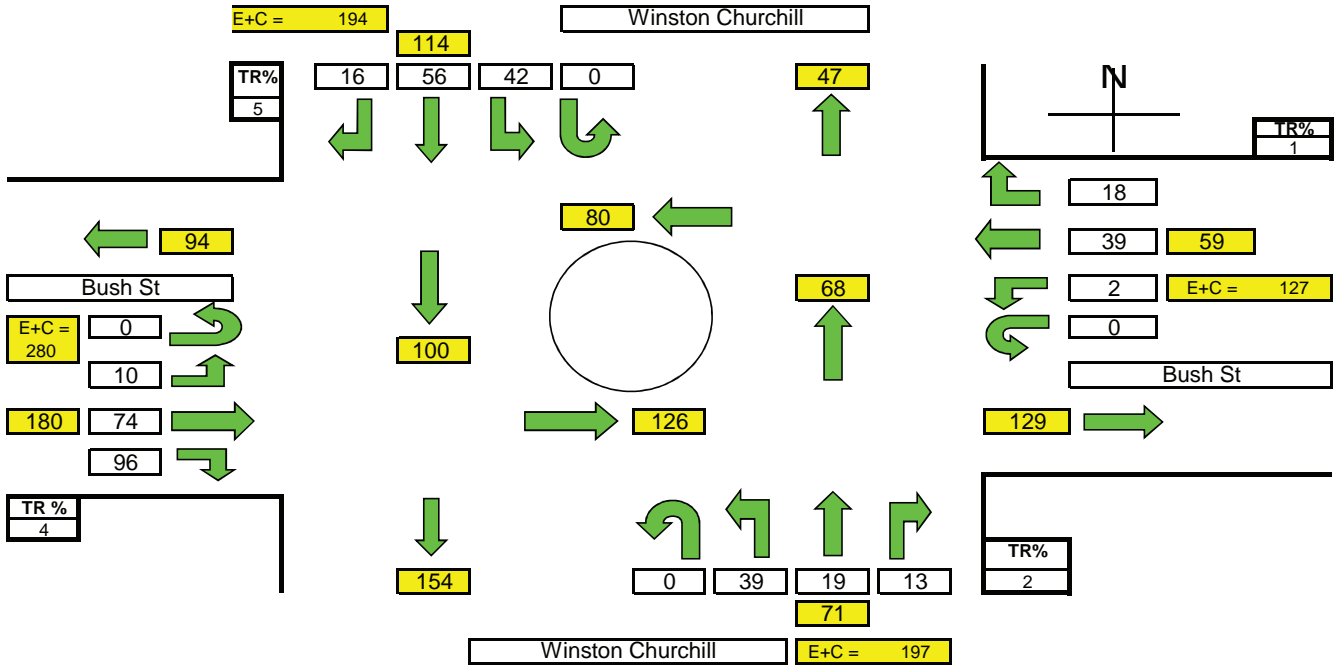 E+C = 194
Winston Churchill
114
TR%
5
16 56 42 0
47
N
TR%
1
18
80
94
39 59
Bush St
68
2 E+C = 127
E+C =
280
0
0
100
10
Bush St
180 74
126
129
96
TR %
4
TR%
2
154
0 39 19 13
71
Winston Churchill
E+C = 197